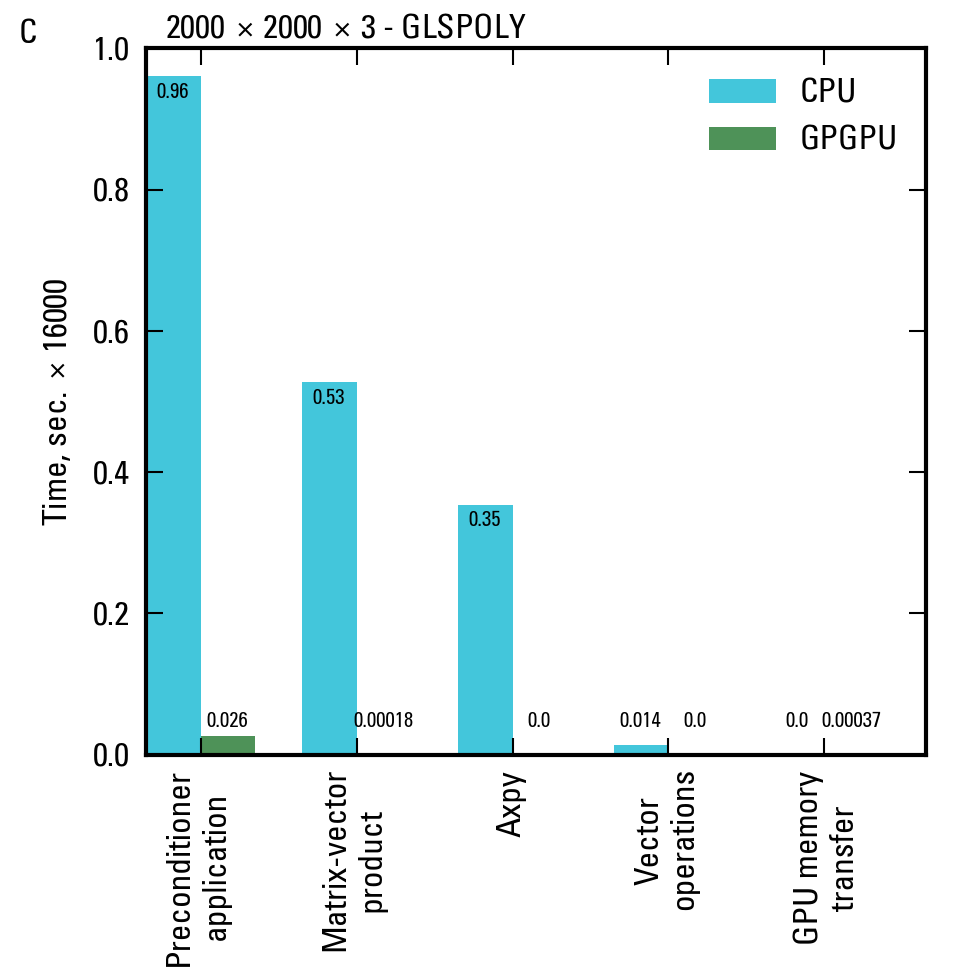 C
2000 × 2000 × 3 - GLSPOLY
CPU
GPGPU
Time, sec. × 16000
1.0
0.8
0.6
0.4
0.2
0.0
0.96
0.026
0.53
0.00018
0.35
0.0
0.014
0.0
0.0
0.00037
Preconditioner
application
Matrix-vector
product
Axpy
Vector
operations
GPU memory
transfer